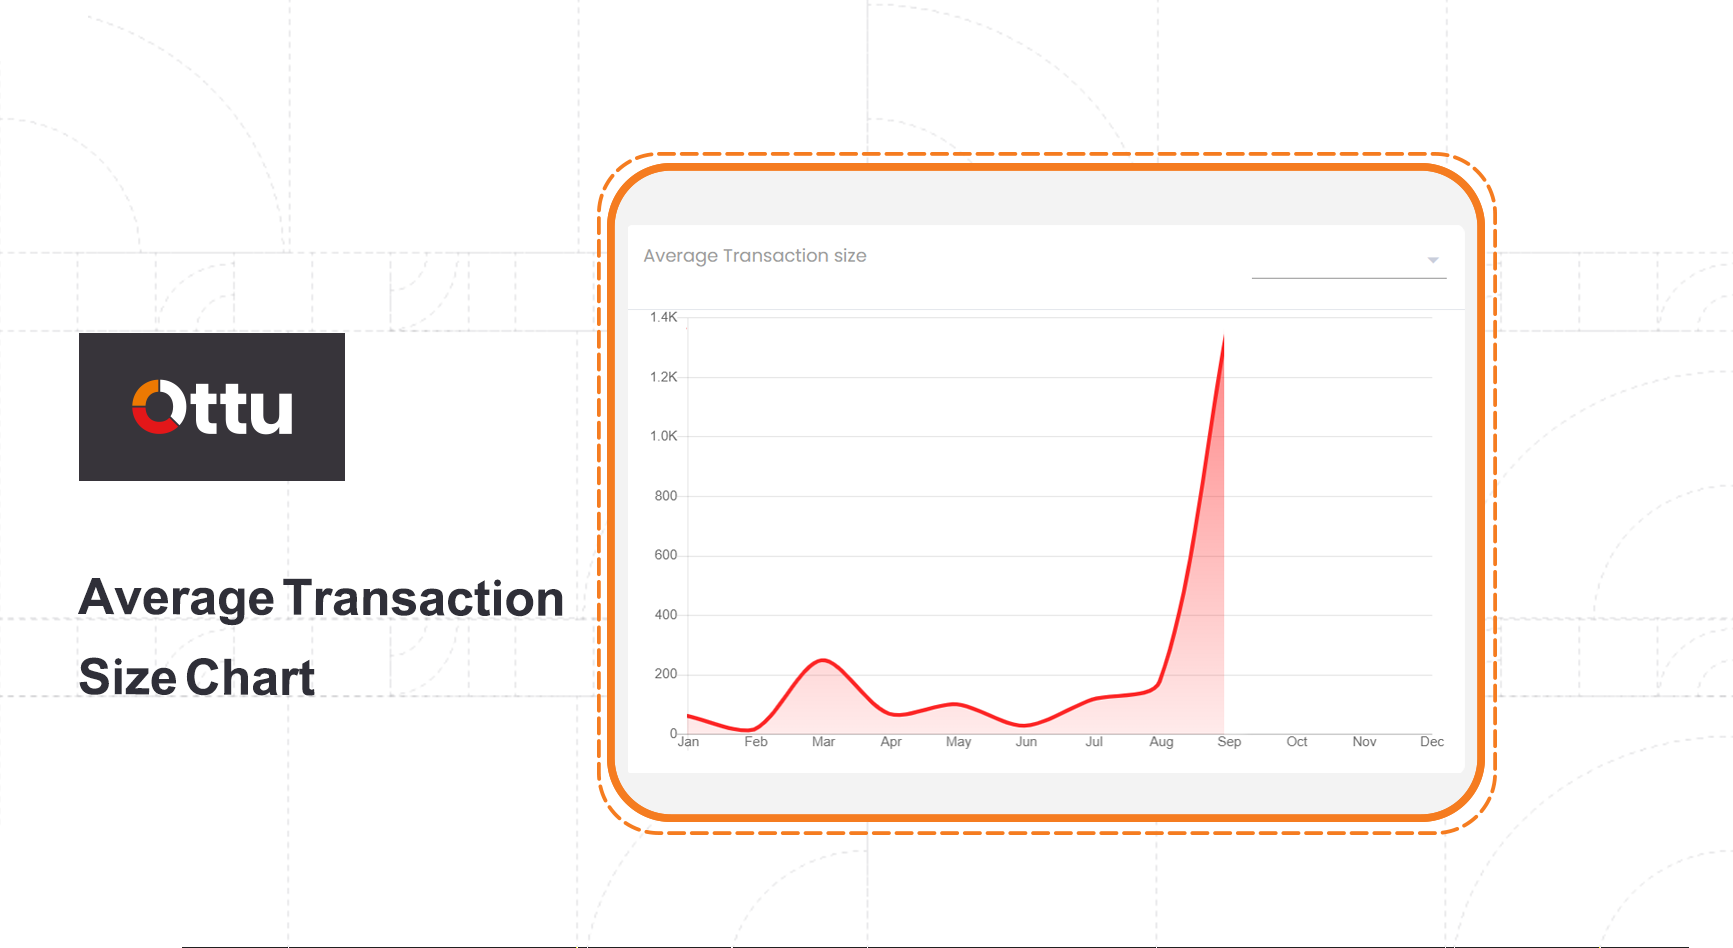 Ottu
Average Transaction
Size Chart
Average Transaction size
1.4K
1.2K
1.0K
800
600
400
200
0
Jan Feb Mar Apr May Jun Jul Aug Sep Oct Nov Dec